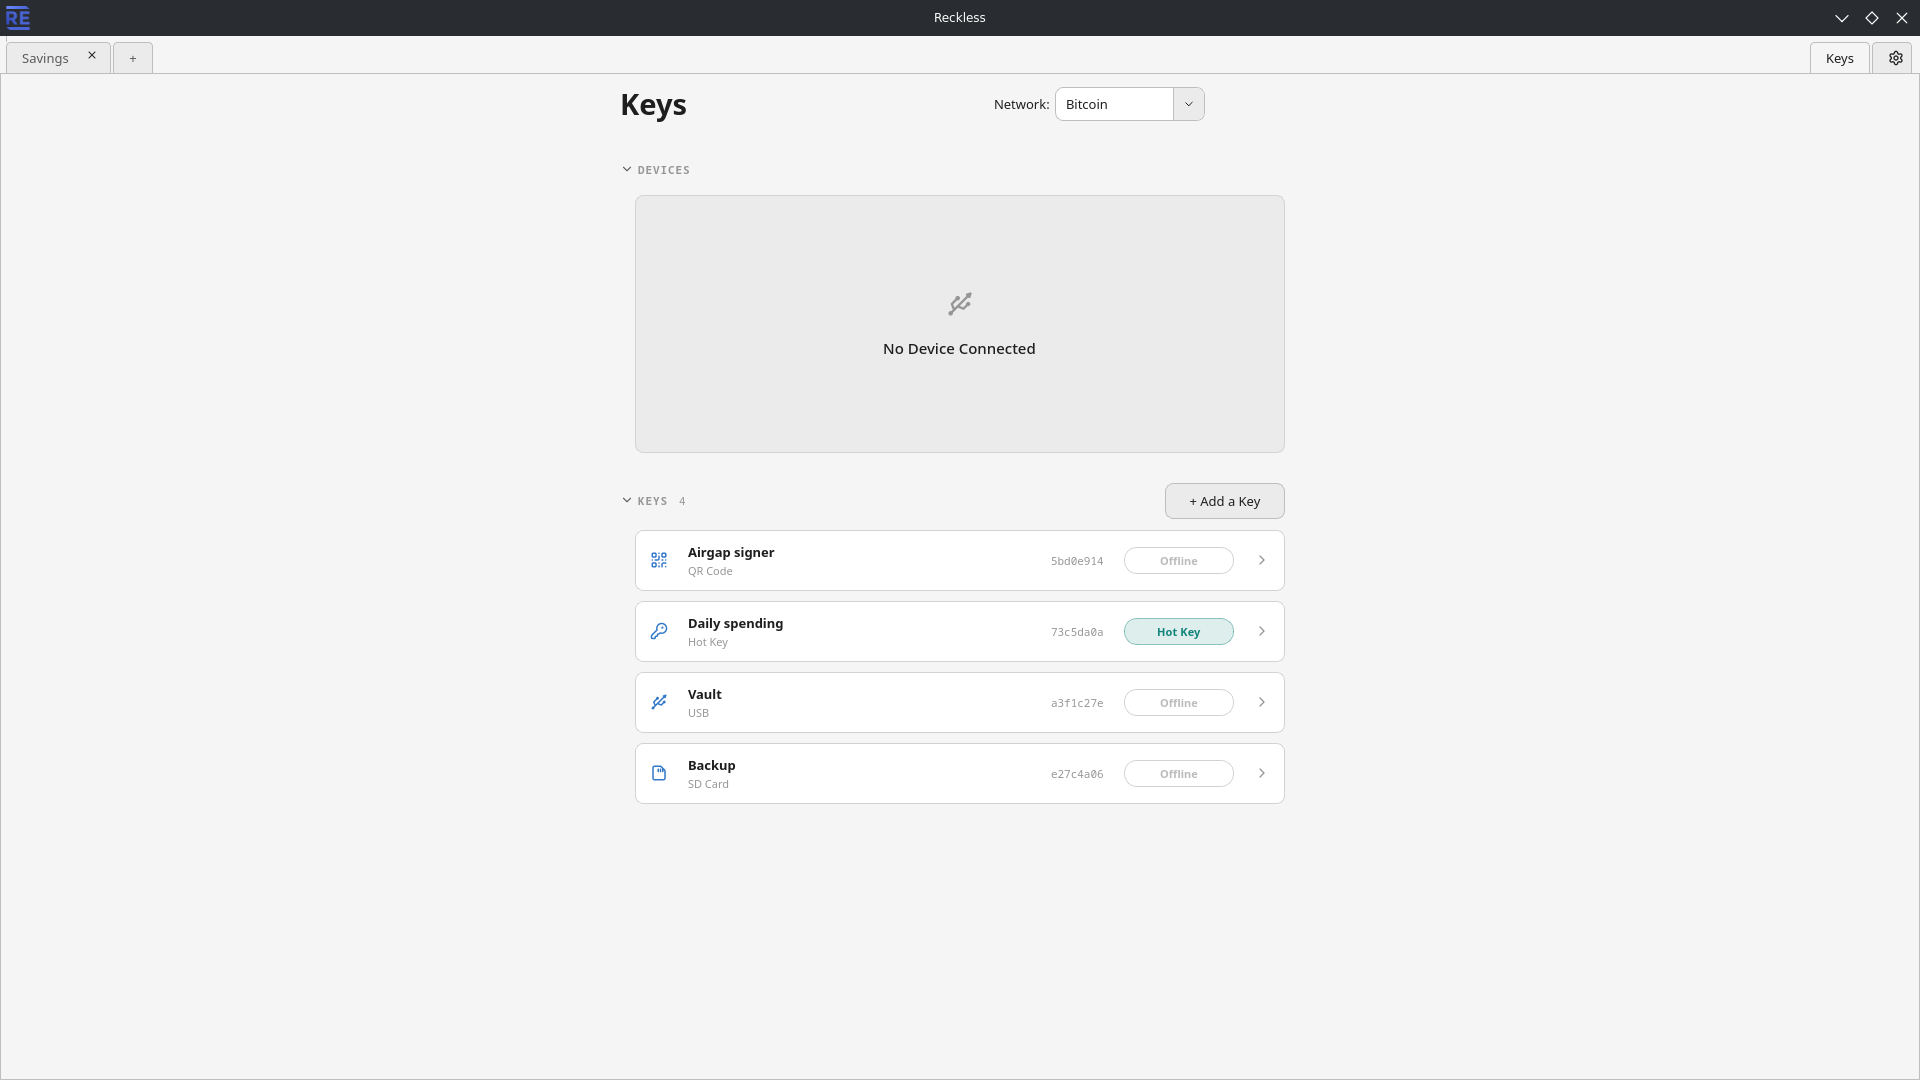 RE
Reckless
Savings
+
Keys
Keys
Network: Bitcoin
DEVICES
No Device Connected
KEYS 4
+ Add a Key
Airgap signer
QR Code
5bd0e914
Offline
Daily spending
Hot Key
73c5da0a
Hot Key
Vault
USB
a3f1c27e
Offline
Backup
SD Card
e27c4a06
Offline